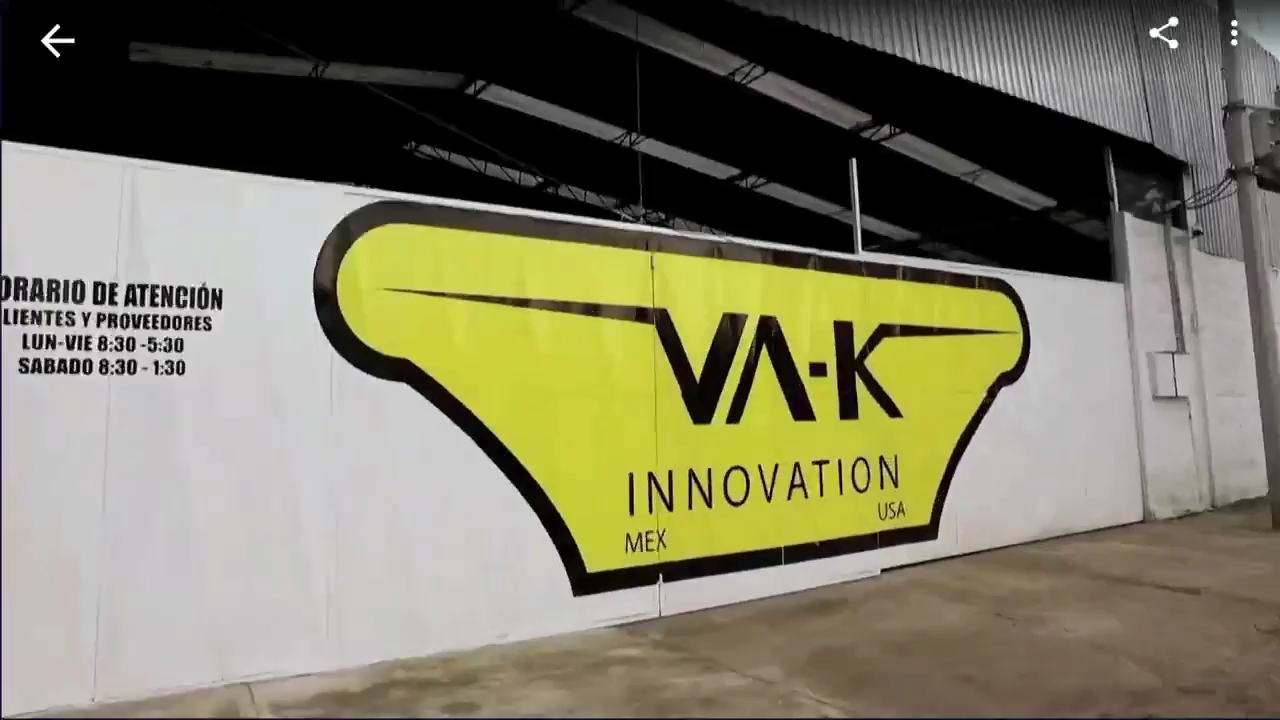 ORARIO DE ATENCIÓN
LIENTES Y PROVEEDORES
LUN-VIE 8:30 -5:30
SABADO 8:30 - 1:30
VA-K
INNOVATION
USA
MEX